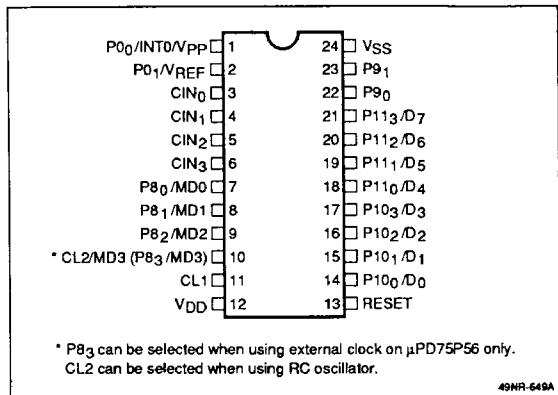 P00/INT0/VPP 1 24 VSS
P01/VREF 2 23 P91
CIN0 3 22 P90
CIN1 4 21 P113/D7
CIN2 5 20 P112/D6
CIN3 6 19 P111/D5
P80/MD0 7 18 P110/D4
P81/MD1 8 17 P103/D3
P82/MD2 9 16 P102/D2
* CL2/MD3 (P83/MD3) 10 15 P101/D1
CL1 11 14 P100/D0
VDD 12 13 RESET
* P83 can be selected when using external clock on µPD75P56 only.
CL2 can be selected when using RC oscillator.
49NR-649A